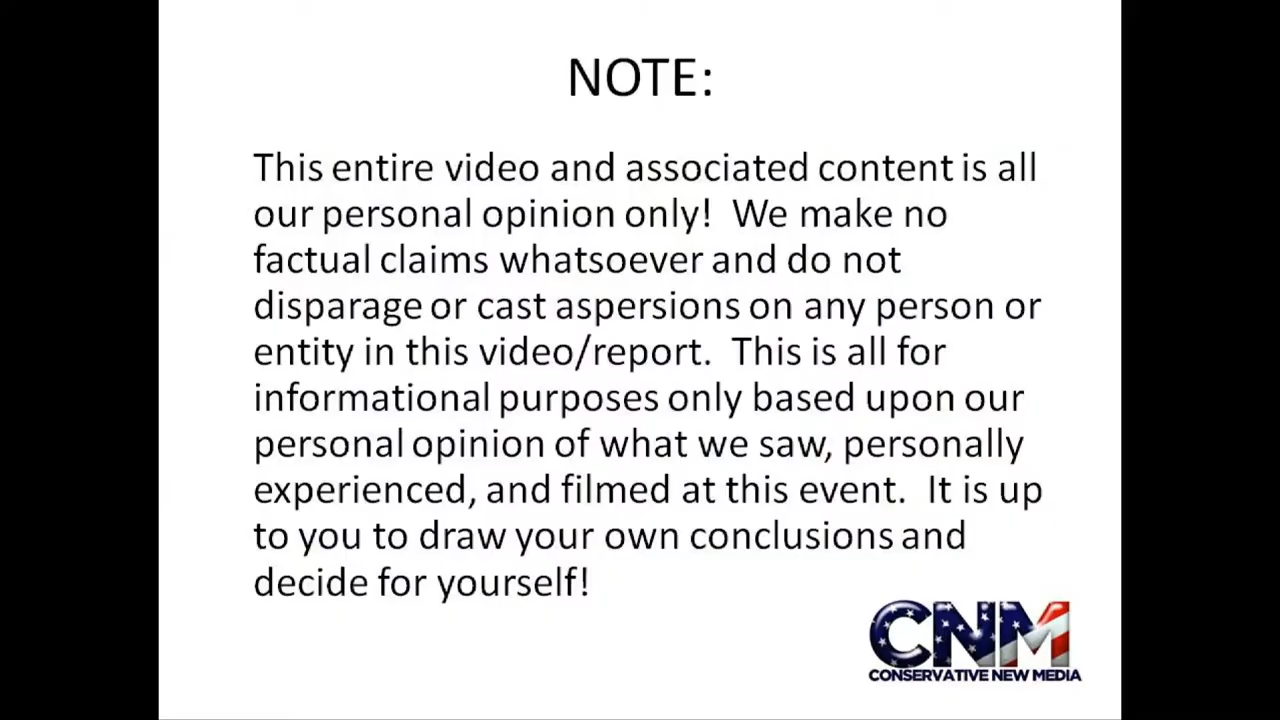 NOTE:
This entire video and associated content is all
our personal opinion only!  We make no
factual claims whatsoever and do not
disparage or cast aspersions on any person or
entity in this video/report.  This is all for
informational purposes only based upon our
personal opinion of what we saw, personally
experienced, and filmed at this event.  It is up
to you to draw your own conclusions and
decide for yourself!
CNM
CONSERVATIVE NEW MEDIA